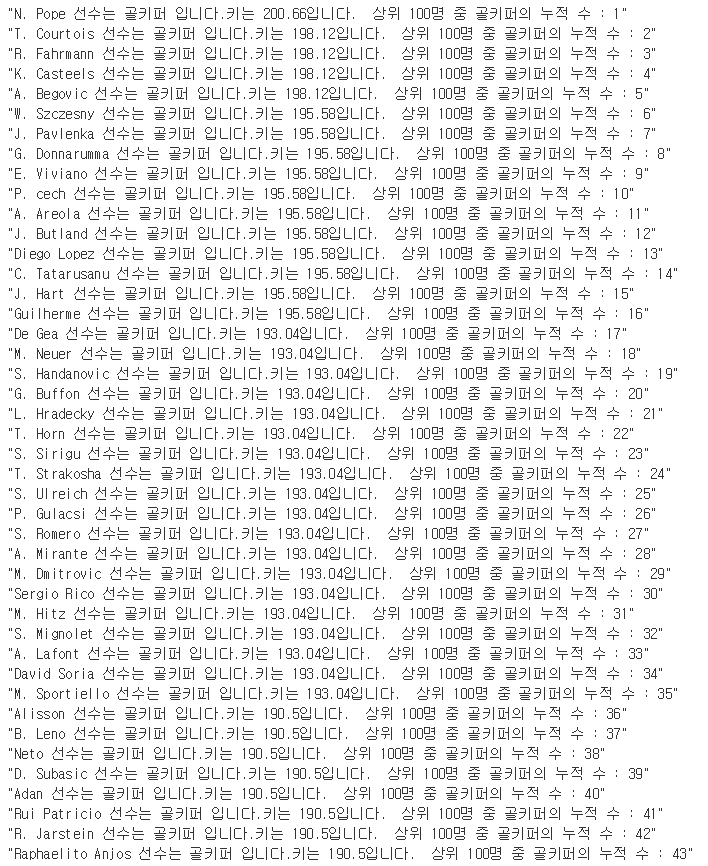 "N. Pope 선수는 골키퍼 입니다.키는 200.66입니다.  상위 100명 중 골키퍼의 누적 수 : 1"
"T. Courtois 선수는 골키퍼 입니다.키는 198.12입니다.  상위 100명 중 골키퍼의 누적 수 : 2"
"R. Fahrmann 선수는 골키퍼 입니다.키는 198.12입니다.  상위 100명 중 골키퍼의 누적 수 : 3"
"K. Casteels 선수는 골키퍼 입니다.키는 198.12입니다.  상위 100명 중 골키퍼의 누적 수 : 4"
"A. Begovic 선수는 골키퍼 입니다.키는 198.12입니다.  상위 100명 중 골키퍼의 누적 수 : 5"
"W. Szczesny 선수는 골키퍼 입니다.키는 195.58입니다.  상위 100명 중 골키퍼의 누적 수 : 6"
"J. Pavlenka 선수는 골키퍼 입니다.키는 195.58입니다.  상위 100명 중 골키퍼의 누적 수 : 7"
"G. Donnarumma 선수는 골키퍼 입니다.키는 195.58입니다.  상위 100명 중 골키퍼의 누적 수 : 8"
"E. Viviano 선수는 골키퍼 입니다.키는 195.58입니다.  상위 100명 중 골키퍼의 누적 수 : 9"
"P. cech 선수는 골키퍼 입니다.키는 195.58입니다.  상위 100명 중 골키퍼의 누적 수 : 10"
"A. Areola 선수는 골키퍼 입니다.키는 195.58입니다.  상위 100명 중 골키퍼의 누적 수 : 11"
"J. Butland 선수는 골키퍼 입니다.키는 195.58입니다.  상위 100명 중 골키퍼의 누적 수 : 12"
"Diego Lopez 선수는 골키퍼 입니다.키는 195.58입니다.  상위 100명 중 골키퍼의 누적 수 : 13"
"C. Tatarusanu 선수는 골키퍼 입니다.키는 195.58입니다.  상위 100명 중 골키퍼의 누적 수 : 14"
"J. Hart 선수는 골키퍼 입니다.키는 195.58입니다.  상위 100명 중 골키퍼의 누적 수 : 15"
"Guilherme 선수는 골키퍼 입니다.키는 195.58입니다.  상위 100명 중 골키퍼의 누적 수 : 16"
"De Gea 선수는 골키퍼 입니다.키는 193.04입니다.  상위 100명 중 골키퍼의 누적 수 : 17"
"M. Neuer 선수는 골키퍼 입니다.키는 193.04입니다.  상위 100명 중 골키퍼의 누적 수 : 18"
"S. Handanovic 선수는 골키퍼 입니다.키는 193.04입니다.  상위 100명 중 골키퍼의 누적 수 : 19"
"G. Buffon 선수는 골키퍼 입니다.키는 193.04입니다.  상위 100명 중 골키퍼의 누적 수 : 20"
"L. Hradecky 선수는 골키퍼 입니다.키는 193.04입니다.  상위 100명 중 골키퍼의 누적 수 : 21"
"T. Horn 선수는 골키퍼 입니다.키는 193.04입니다.  상위 100명 중 골키퍼의 누적 수 : 22"
"S. Sirigu 선수는 골키퍼 입니다.키는 193.04입니다.  상위 100명 중 골키퍼의 누적 수 : 23"
"T. Strakosha 선수는 골키퍼 입니다.키는 193.04입니다.  상위 100명 중 골키퍼의 누적 수 : 24"
"S. Ulreich 선수는 골키퍼 입니다.키는 193.04입니다.  상위 100명 중 골키퍼의 누적 수 : 25"
"P. Gulacsi 선수는 골키퍼 입니다.키는 193.04입니다.  상위 100명 중 골키퍼의 누적 수 : 26"
"S. Romero 선수는 골키퍼 입니다.키는 193.04입니다.  상위 100명 중 골키퍼의 누적 수 : 27"
"A. Mirante 선수는 골키퍼 입니다.키는 193.04입니다.  상위 100명 중 골키퍼의 누적 수 : 28"
"M. Dmitrovic 선수는 골키퍼 입니다.키는 193.04입니다.  상위 100명 중 골키퍼의 누적 수 : 29"
"Sergio Rico 선수는 골키퍼 입니다.키는 193.04입니다.  상위 100명 중 골키퍼의 누적 수 : 30"
"M. Hitz 선수는 골키퍼 입니다.키는 193.04입니다.  상위 100명 중 골키퍼의 누적 수 : 31"
"S. Mignolet 선수는 골키퍼 입니다.키는 193.04입니다.  상위 100명 중 골키퍼의 누적 수 : 32"
"A. Lafont 선수는 골키퍼 입니다.키는 193.04입니다.  상위 100명 중 골키퍼의 누적 수 : 33"
"David Soria 선수는 골키퍼 입니다.키는 193.04입니다.  상위 100명 중 골키퍼의 누적 수 : 34"
"M. Sportiello 선수는 골키퍼 입니다.키는 193.04입니다.  상위 100명 중 골키퍼의 누적 수 : 35"
"Alisson 선수는 골키퍼 입니다.키는 190.5입니다.  상위 100명 중 골키퍼의 누적 수 : 36"
"B. Leno 선수는 골키퍼 입니다.키는 190.5입니다.  상위 100명 중 골키퍼의 누적 수 : 37"
"Neto 선수는 골키퍼 입니다.키는 190.5입니다.  상위 100명 중 골키퍼의 누적 수 : 38"
"D. Subasic 선수는 골키퍼 입니다.키는 190.5입니다.  상위 100명 중 골키퍼의 누적 수 : 39"
"Adan 선수는 골키퍼 입니다.키는 190.5입니다.  상위 100명 중 골키퍼의 누적 수 : 40"
"Rui Patricio 선수는 골키퍼 입니다.키는 190.5입니다.  상위 100명 중 골키퍼의 누적 수 : 41"
"R. Jarstein 선수는 골키퍼 입니다.키는 190.5입니다.  상위 100명 중 골키퍼의 누적 수 : 42"
"Raphaelito Anjos 선수는 골키퍼 입니다.키는 190.5입니다.  상위 100명 중 골키퍼의 누적 수 : 43"